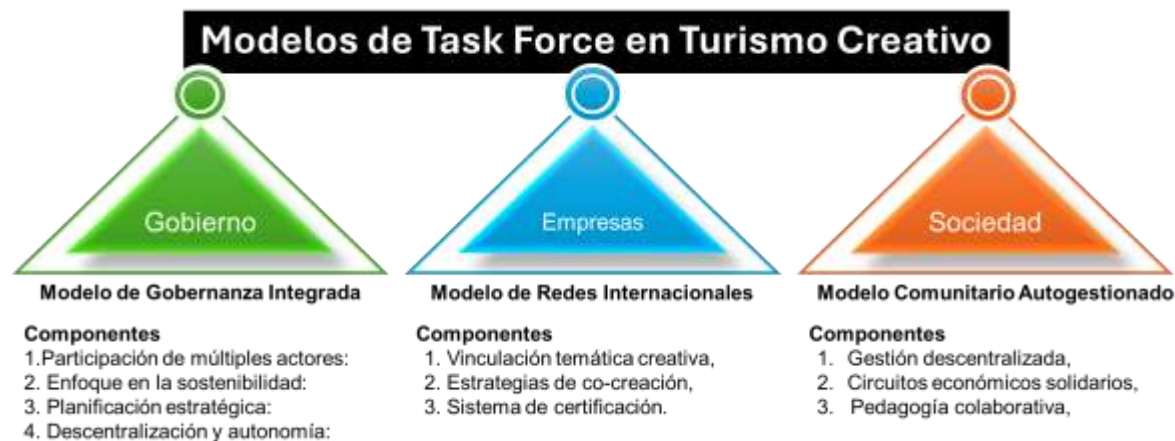 Modelos de Task Force en Turismo Creativo
Gobierno
Empresas
Sociedad
Modelo de Gobernanza Integrada
Componentes
1.Participación de múltiples actores:
2. Enfoque en la sostenibilidad:
3. Planificación estratégica:
4. Descentralización y autonomía:
Modelo de Redes Internacionales
Componentes
1. Vinculación temática creativa,
2. Estrategias de co-creación,
3. Sistema de certificación.
Modelo Comunitario Autogestionado
Componentes
1. Gestión descentralizada,
2. Circuitos económicos solidarios,
3. Pedagogía colaborativa,